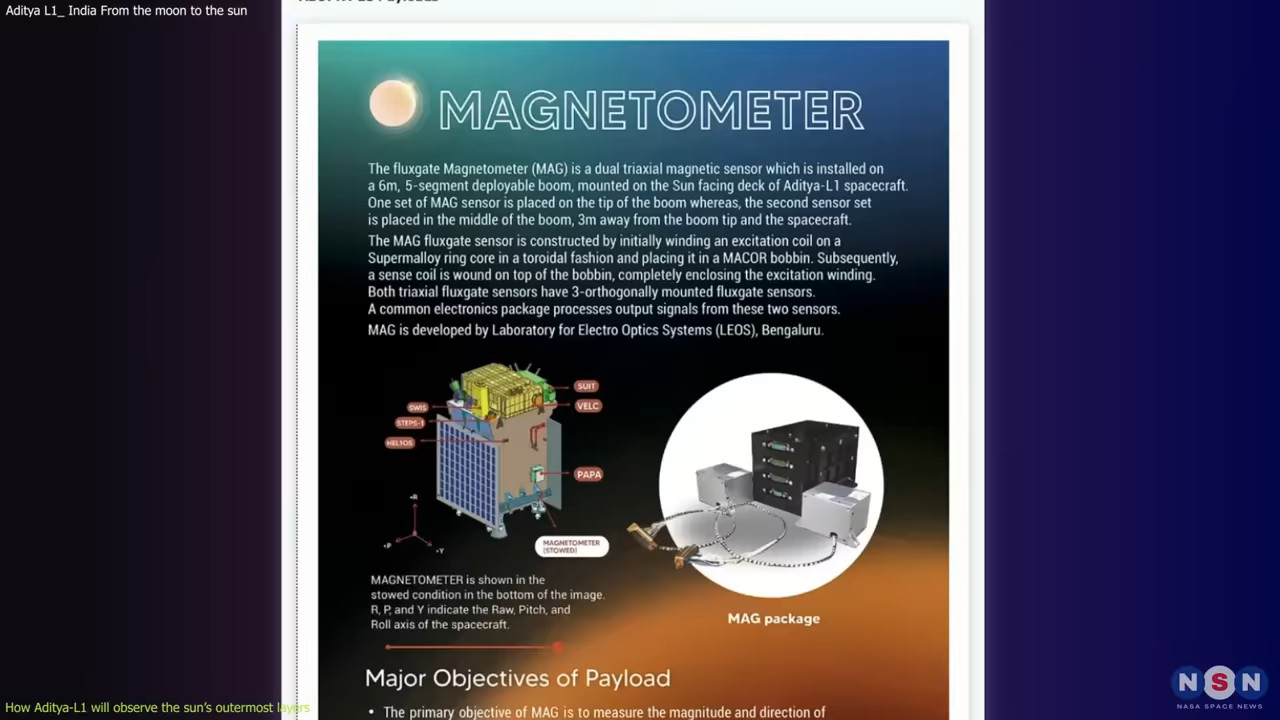 Aditya L1_ India From the moon to the sun
MAGNETOMETER
The fluxgate Magnetometer (MAG) is a dual triaxial magnetic sensor which is installed on
a 6m, 5-segment deployable boom, mounted on the Sun facing deck of Aditya-L1 spacecraft.
One set of MAG sensor is placed on the tip of the boom whereas, the second sensor set
is placed in the middle of the boom, 3m away from the boom tip and the spacecraft.
The MAG fluxgate sensor is constructed by initially winding an excitation coil on a
Supermalloy ring core in a toroidal fashion and placing it in a MACOR bobbin. Subsequently,
a sense coil is wound on top of the bobbin, completely enclosing the excitation winding.
Both triaxial fluxgate sensors have 3-orthogonally mounted fluxgate sensors.
A common electronics package processes output signals from these two sensors.
MAG is developed by Laboratory for Electro Optics Systems (LEOS), Bengaluru.
SUIT
SWIS
VELC
STEPS-1
HEL1OS
PAPA
+R
+P
-Y
MAGNETOMETER
(STOWED)
MAGNETOMETER is shown in the
stowed condition in the bottom of the image.
R, P, and Y indicate the Raw, Pitch, and
Roll axis of the spacecraft.
MAG package
Major Objectives of Payload
• The primary objective of MAG is to measure the magnitude and direction of
NSN
NASA SPACE NEWS
How Aditya-L1 will observe the sun's outermost layers